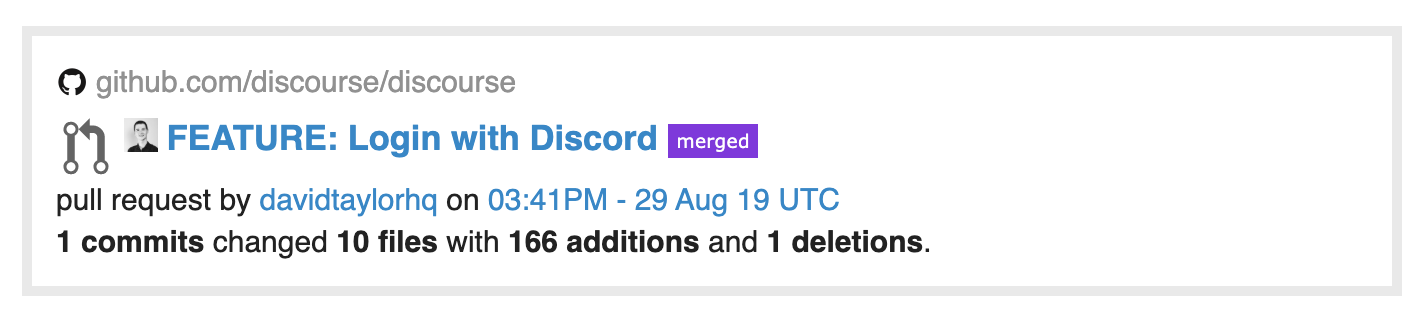 github.com/discourse/discourse
FEATURE: Login with Discord merged
pull request by davidtaylorhq on 03:41PM - 29 Aug 19 UTC
1 commits changed 10 files with 166 additions and 1 deletions.